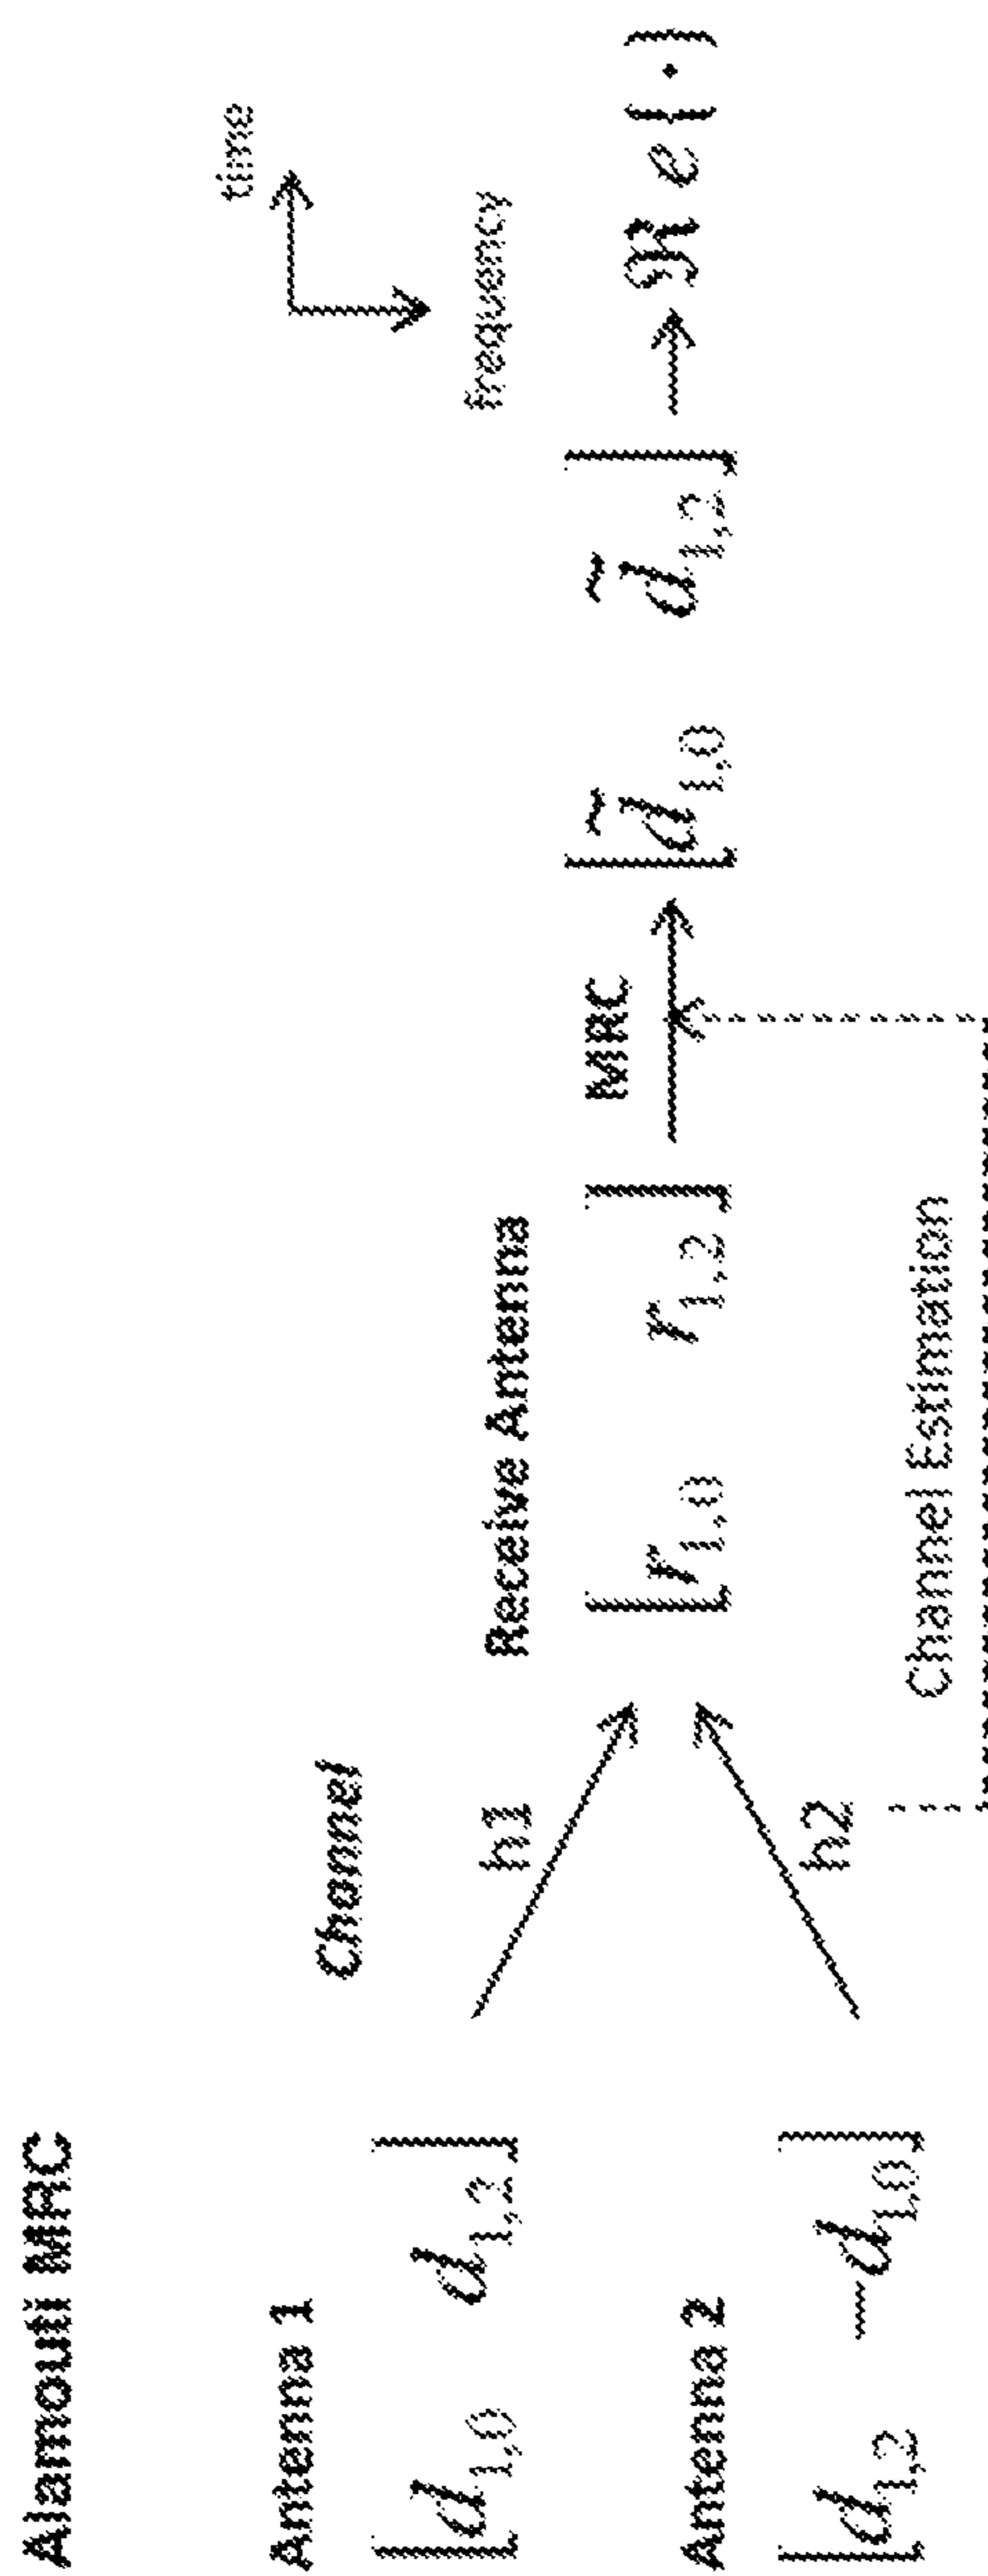 Alamouti MRC
time
frequency
Channel
Antenna 1
[d₁,₀ d₁,₂]
h1
Receive Antenna
[r₁,₀ r₁,₂]
MRC
[d̃₁,₀ d̃₁,₂]
ℜe{·}
Antenna 2
[d₁,₂ —d₁,₀]
h2
Channel Estimation